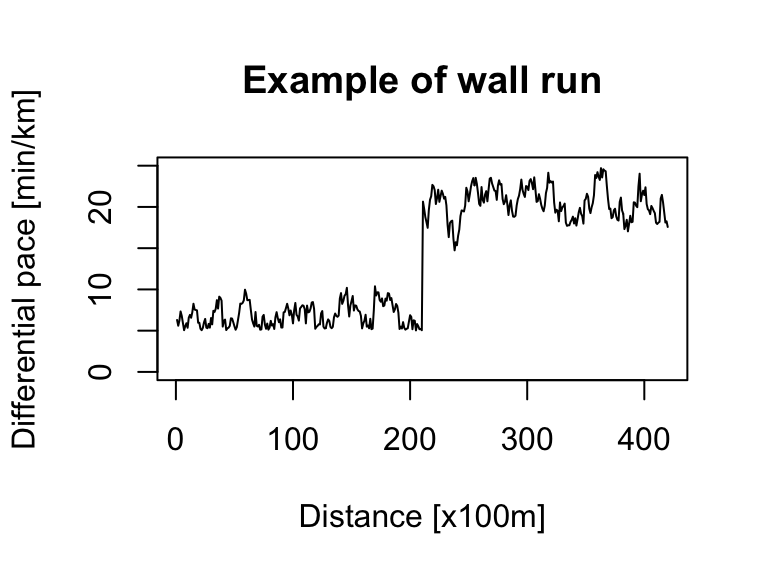 Example of wall run
Differential pace [min/km]
20
10
0
0 100 200 300 400
Distance [x100m]